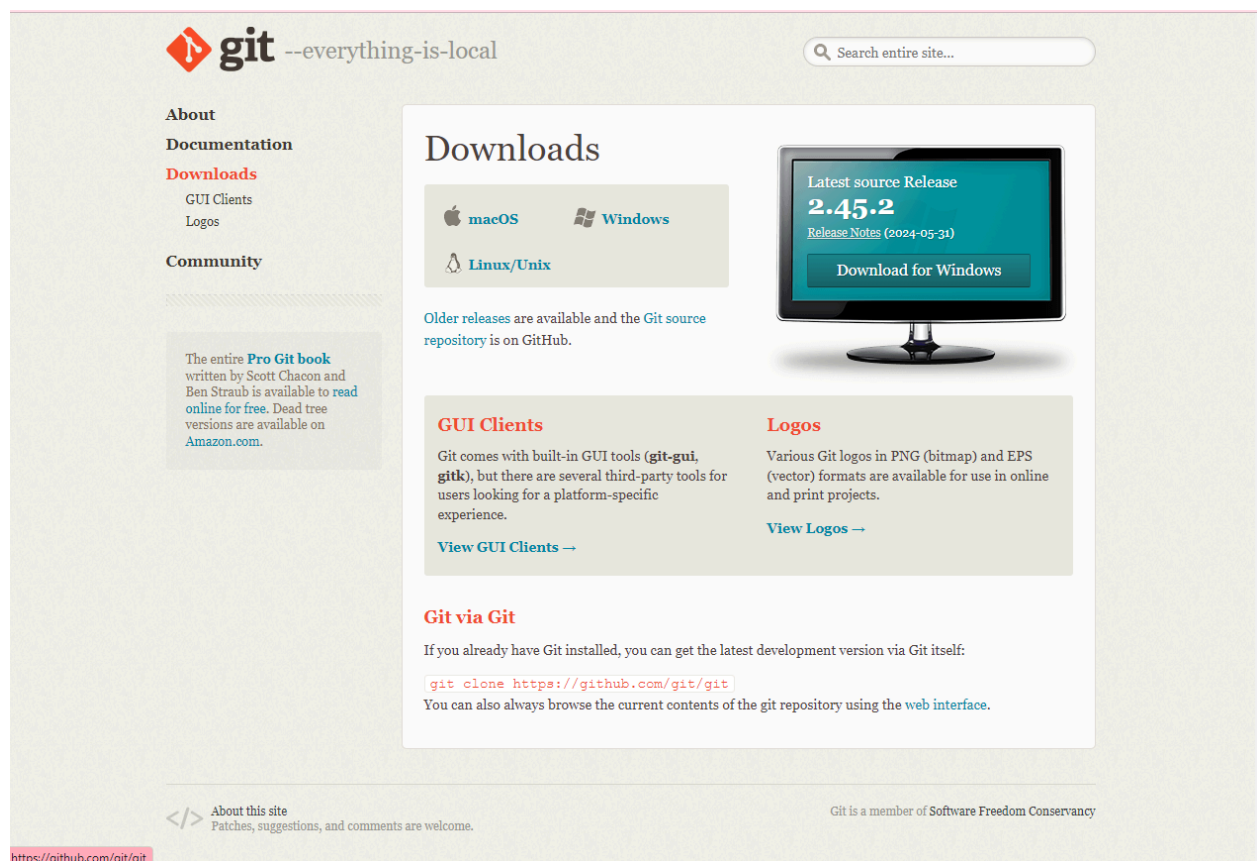 git --everything-is-local
Search entire site...
About
Documentation
Downloads
GUI Clients
Logos
Community
The entire Pro Git book
written by Scott Chacon and
Ben Straub is available to read
online for free. Dead tree
versions are available on
Amazon.com.
Downloads
macOS
Windows
Linux/Unix
Older releases are available and the Git source
repository is on GitHub.
Latest source Release
2.45.2
Release Notes (2024-05-31)
Download for Windows
GUI Clients
Git comes with built-in GUI tools (git-gui,
gitk), but there are several third-party tools for
users looking for a platform-specific
experience.
View GUI Clients →
Logos
Various Git logos in PNG (bitmap) and EPS
(vector) formats are available for use in online
and print projects.
View Logos →
Git via Git
If you already have Git installed, you can get the latest development version via Git itself:
git clone https://github.com/git/git
You can also always browse the current contents of the git repository using the web interface.
</> About this site
Patches, suggestions, and comments are welcome.
Git is a member of Software Freedom Conservancy
https://github.com/git/git